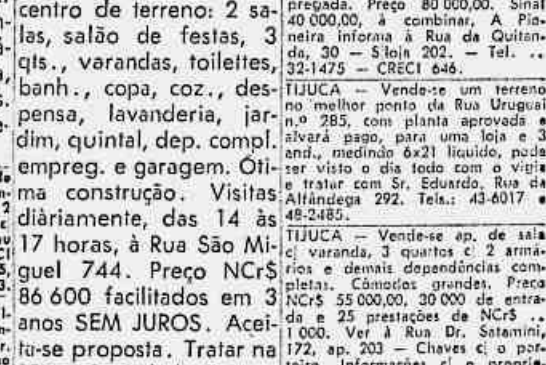 centro de terreno: 2 sa-
las, salão de festas, 3
qts., varandas, toilettes,
banh., copa, coz., des-
pensa, lavanderia, jar-
dim, quintal, dep. compl.
empreg. e garagem. Óti-
ma construção. Visitas
diàriamente, das 14 às
17 horas, à Rua São Mi-
guel 744. Preço NCr$
86 600 facilitados em 3
anos SEM JUROS. Acei-
ta-se proposta. Tratar na
pregada. Preço 80 000,00. Sinal
40 000,00, à combinar, A Pio-
neira informa à Rua da Quitan-
da, 30 — S loja 202. — Tel. ..
32-1475 — CRECI 646.
TIJUCA — Vende-se um terreno
no melhor ponto da Rua Uruguai
n.º 285, com planta aprovada e
alvará pago, para uma loja e 3
and., medindo 6x21 líquido, pode
ser visto o dia todo com o vigia
e tratar com Sr. Eduardo, Rua da
Alfândega 292. Tels.: 43-6017 e
48-2485.
TIJUCA — Vende-se ap. de sala
c| varanda, 3 quartos c| 2 armá-
rios e demais dependências com-
pletas. Cômodos grandes. Preço
NCr$ 55 000,00, 30 000 de entra-
da e 25 prestações de NCr$ ..
1 000. Ver à Rua Dr. Satamini,
172, ap. 203 — Chaves c| o por-
teiro. Informações c| o proprie-